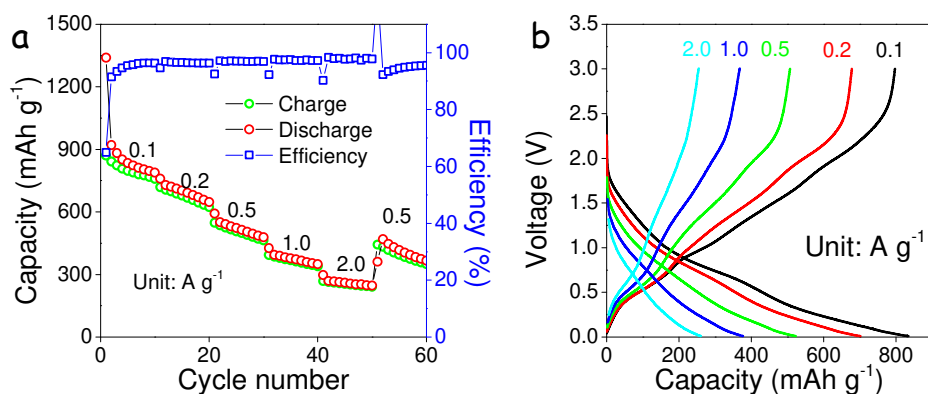 a
1500
1200
900
600
300
0
Capacity (mAh g⁻¹)
0 20 40 60
Cycle number
100
80
60
40
20
0
Efficiency (%)
Charge
Discharge
Efficiency
0.1
0.2
0.5
1.0
2.0
0.5
Unit: A g⁻¹
b
2.0 1.0 0.5 0.2 0.1
3.5
3.0
2.5
2.0
1.5
1.0
0.5
0.0
Voltage (V)
Unit: A g⁻¹
0 200 400 600 800
Capacity (mAh g⁻¹)